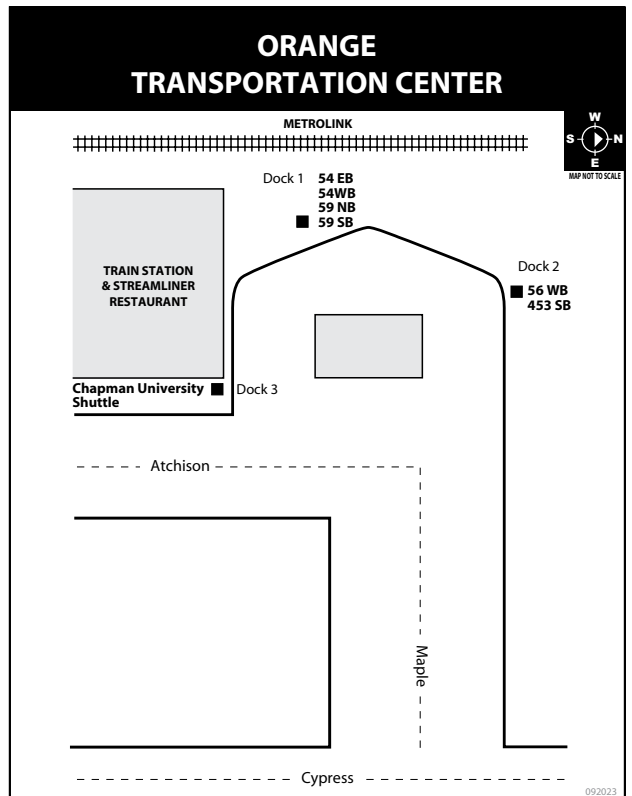 ORANGE
TRANSPORTATION CENTER
METROLINK
W
S N
E
MAP NOT TO SCALE
Dock 1 54 EB
54WB
59 NB
59 SB
TRAIN STATION
& STREAMLINER
RESTAURANT
Dock 2
56 WB
453 SB
Chapman University
Shuttle
Dock 3
Atchison
Maple
Cypress
092023